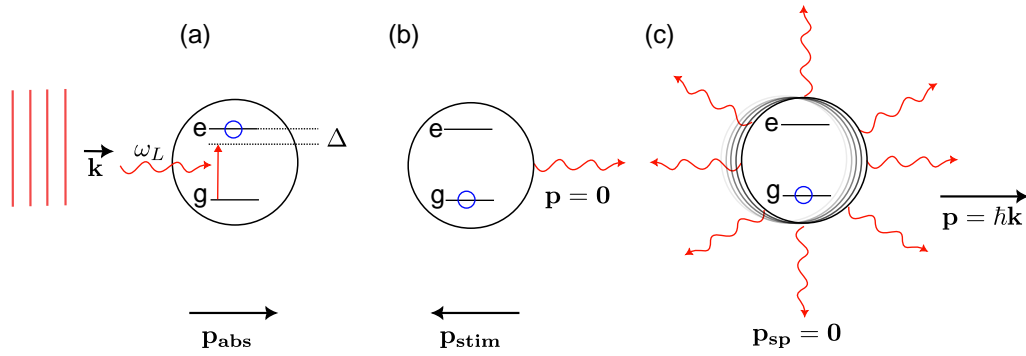 (a)
(b)
(c)
e
Δ
k
ω_L
g
p_abs
e
g
p = 0
p_stim
e
g
p = ℏk
p_sp = 0